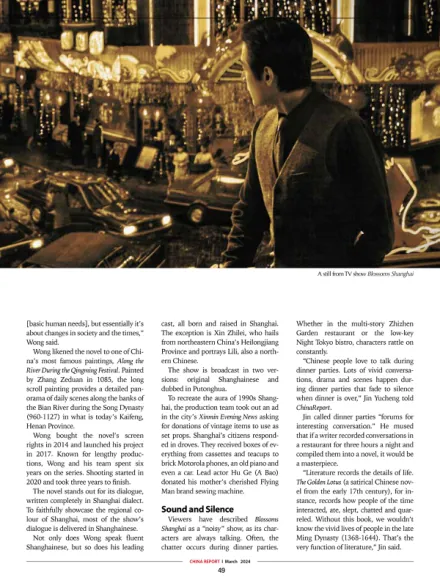 A still from TV show Blossoms Shanghai
[basic human needs], but essentially it's
about changes in society and the times,"
Wong said.
Wong likened the novel to one of Chi-
na's most famous paintings, Along the
River During the Qingming Festival. Painted
by Zhang Zeduan in 1085, the long
scroll painting provides a detailed pan-
orama of daily scenes along the banks of
the Bian River during the Song Dynasty
(960-1127) in what is today's Kaifeng,
Henan Province.
Wong bought the novel's screen
rights in 2014 and launched his project
in 2017. Known for lengthy produc-
tions, Wong and his team spent six
years on the series. Shooting started in
2020 and took three years to finish.
The novel stands out for its dialogue,
written completely in Shanghai dialect.
To faithfully showcase the regional co-
lour of Shanghai, most of the show's
dialogue is delivered in Shanghainese.
Not only does Wong speak fluent
Shanghainese, but so does his leading
cast, all born and raised in Shanghai.
The exception is Xin Zhilei, who hails
from northeastern China's Heilongjiang
Province and portrays Lili, also a north-
ern Chinese.
The show is broadcast in two ver-
sions: original Shanghainese and
dubbed in Putonghua.
To recreate the aura of 1990s Shang-
hai, the production team took out an ad
in the city's Xinmin Evening News asking
for donations of vintage items to use as
set props. Shanghai's citizens respond-
ed in droves. They received boxes of ev-
erything from cassettes and teacups to
brick Motorola phones, an old piano and
even a car. Lead actor Hu Ge (A Bao)
donated his mother's cherished Flying
Man brand sewing machine.
Sound and Silence
Viewers have described Blossoms
Shanghai as a "noisy" show, as its char-
acters are always talking. Often, the
chatter occurs during dinner parties.
Whether in the multi-story Zhizhen
Garden restaurant or the low-key
Night Tokyo bistro, characters rattle on
constantly.
"Chinese people love to talk during
dinner parties. Lots of vivid conversa-
tions, drama and scenes happen dur-
ing dinner parties that fade to silence
when dinner is over," Jin Yucheng told
ChinaReport.
Jin called dinner parties "forums for
interesting conversation." He mused
that if a writer recorded conversations in
a restaurant for three hours a night and
compiled them into a novel, it would be
a masterpiece.
"Literature records the details of life.
The Golden Lotus (a satirical Chinese nov-
el from the early 17th century), for in-
stance, records how people of the time
interacted, ate, slept, chatted and quar-
reled. Without this book, we wouldn't
know the vivid lives of people in the late
Ming Dynasty (1368-1644). That's the
very function of literature," Jin said.
CHINA REPORT I March 2024
49